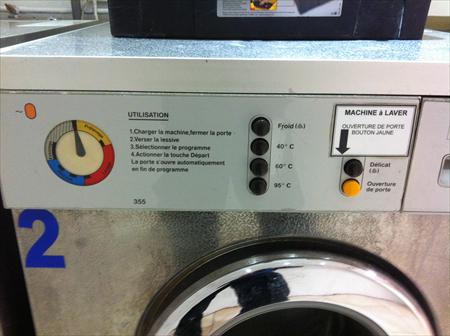 UTILISATION
1.Charger la machine,fermer la porte
2.Verser la lessive
3.Sélectionner le programme
4.Actionner la touche Départ
La porte s'ouvre automatiquement
en fin de programme
355
Froid
40° C
60° C
95° C
MACHINE à LAVER
OUVERTURE DE PORTE
BOUTON JAUNE
Délicat
Ouverture
de porte
2